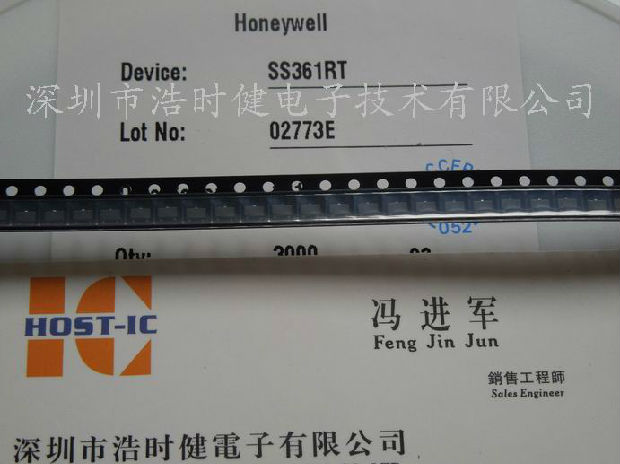 Honeywell
Device: SS361RT
深圳市浩时健电子技术有限公司
Lot No: 02773E
052
Qty: 3000
HOST-IC
冯进军
Feng Jin Jun
銷售工程師
Sales Engineer
深圳市浩时健電子有限公司